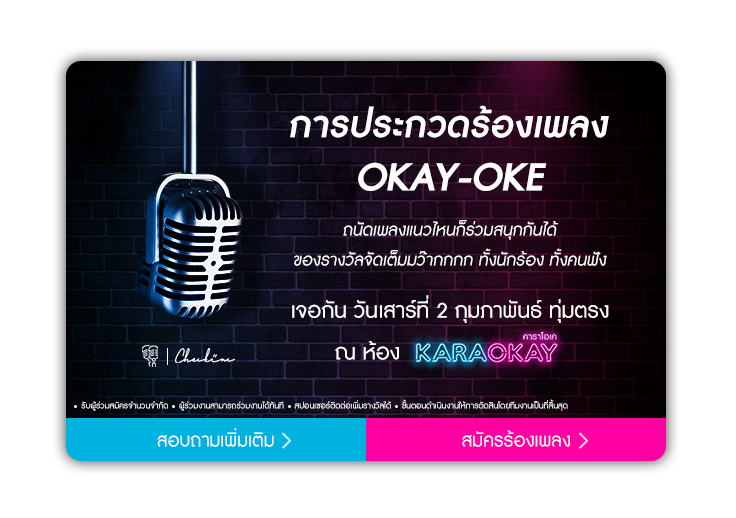 การประกวดร้องเพลง
OKAY-OKE
ถนัดเพลงแนวไหนก็ร่วมสนุกกันได้
ของรางวัลจัดเต็มมว๊ากกกก ทั้งนักร้อง ทั้งคนฟัง
เจอกัน วันเสาร์ที่ 2 กุมภาพันธ์ ทุ่มตรง
คาราโอเค
ณ ห้อง KARAOKAY
• รับผู้ร่วมสมัครจำนวนจำกัด • ผู้ร่วมงานสามารถร่วมงานได้ทันที • สปอนเซอร์ติดต่อเพิ่มรางวัลได้ • ขั้นตอนดำเนินงานให้การตัดสินโดยทีมงานเป็นที่สิ้นสุด
สอบถามเพิ่มเติม >
สมัครร้องเพลง >